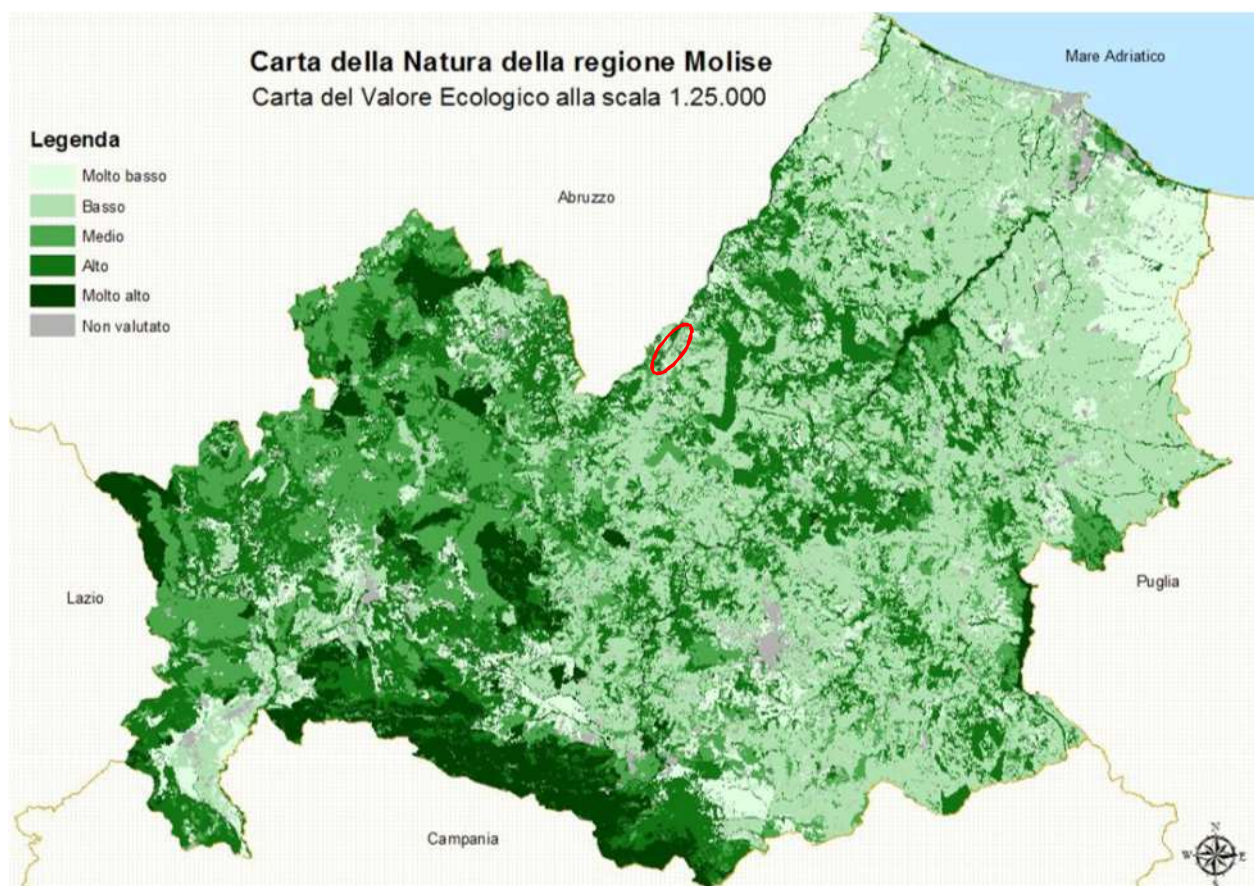 Carta della Natura della regione Molise
Carta del Valore Ecologico alla scala 1.25.000
Mare Adriatico
Legenda
Molto basso
Basso
Medio
Alto
Molto alto
Non valutato
Abruzzo
Lazio
Puglia
Campania
N
W E
S